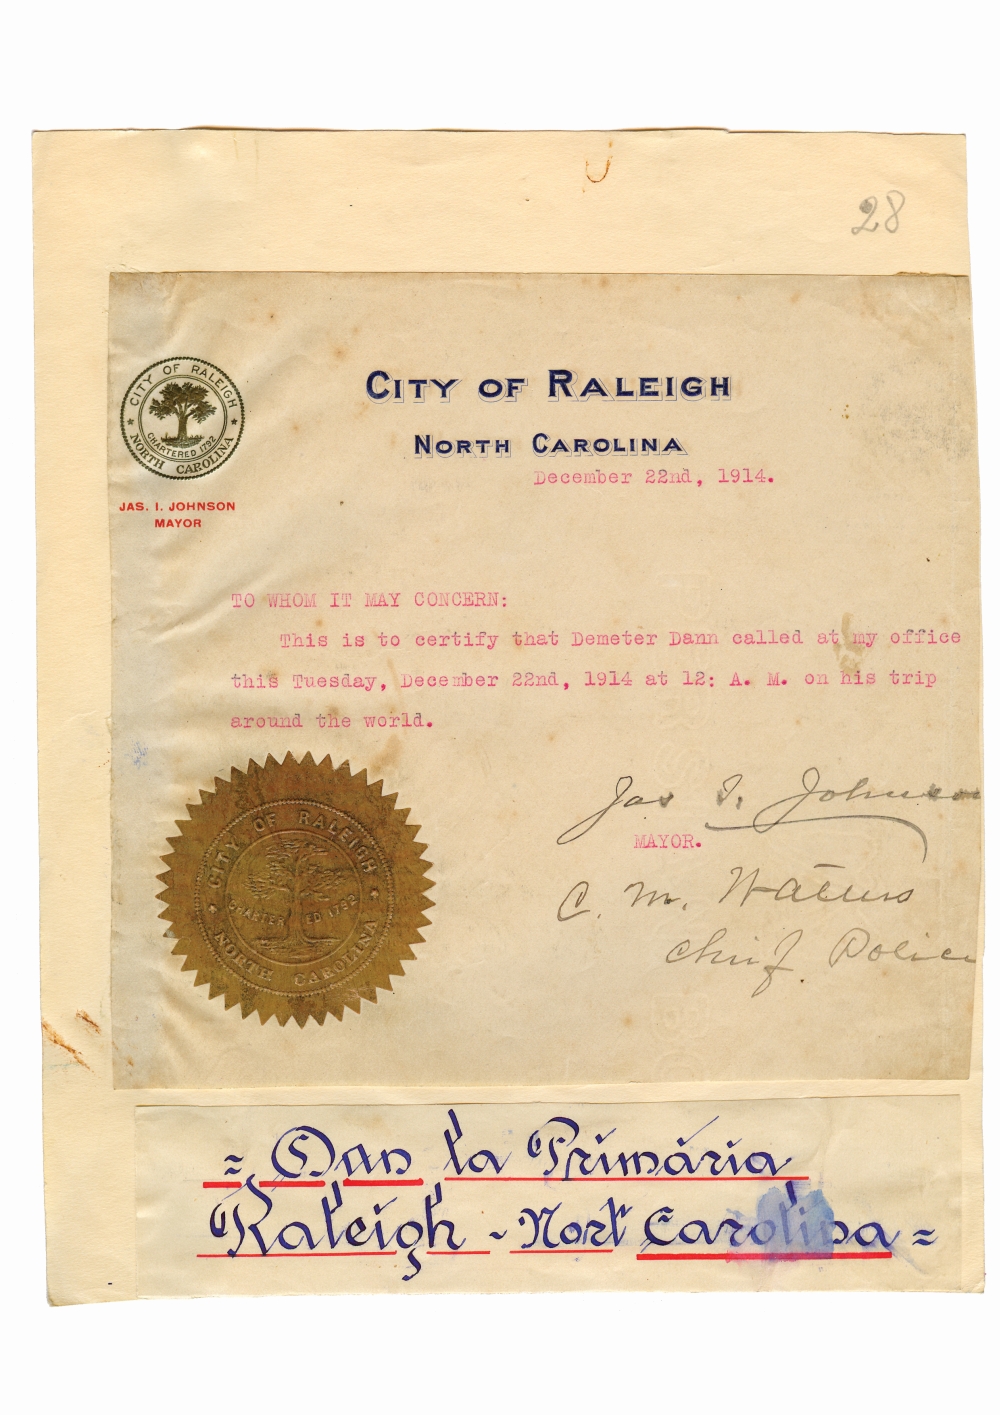 28
CITY OF RALEIGH
NORTH CAROLINA
December 22nd, 1914.
CITY OF RALEIGH
CHARTERED 1792
NORTH CAROLINA
JAS. I. JOHNSON
MAYOR
TO WHOM IT MAY CONCERN:
This is to certify that Demeter Dann called at my office
this Tuesday, December 22nd, 1914 at 12: A. M. on his trip
around the world.
Jas I. Johnson
MAYOR.
C. M. Watters
Chief Police
CITY OF RALEIGH
CHARTERED 1792
NORTH CAROLINA
= Dan la Primăria
Raleigh - Nort Carolina =